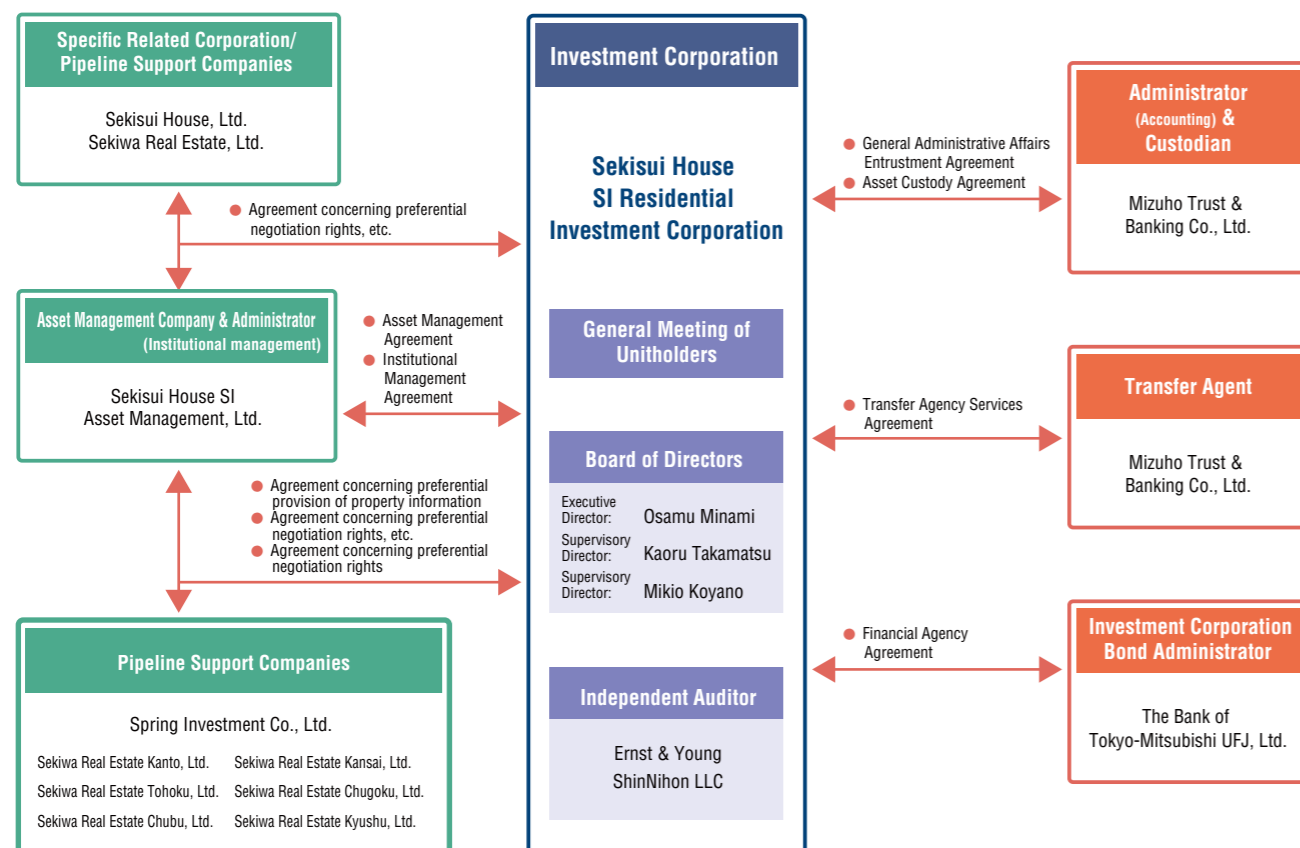 Specific Related Corporation/
Pipeline Support Companies
Sekisui House, Ltd.
Sekiwa Real Estate, Ltd.
● Agreement concerning preferential
negotiation rights, etc.
Asset Management Company & Administrator
(Institutional management)
Sekisui House SI
Asset Management, Ltd.
● Asset Management
Agreement
● Institutional
Management
Agreement
● Agreement concerning preferential
provision of property information
● Agreement concerning preferential
negotiation rights, etc.
● Agreement concerning preferential
negotiation rights
Pipeline Support Companies
Spring Investment Co., Ltd.
Sekiwa Real Estate Kanto, Ltd. Sekiwa Real Estate Kansai, Ltd.
Sekiwa Real Estate Tohoku, Ltd. Sekiwa Real Estate Chugoku, Ltd.
Sekiwa Real Estate Chubu, Ltd. Sekiwa Real Estate Kyushu, Ltd.
Investment Corporation
Sekisui House
SI Residential
Investment Corporation
General Meeting of
Unitholders
Board of Directors
Executive
Director: Osamu Minami
Supervisory
Director: Kaoru Takamatsu
Supervisory
Director: Mikio Koyano
Independent Auditor
Ernst & Young
ShinNihon LLC
● General Administrative Affairs
Entrustment Agreement
● Asset Custody Agreement
Administrator
(Accounting) &
Custodian
Mizuho Trust &
Banking Co., Ltd.
● Transfer Agency Services
Agreement
Transfer Agent
Mizuho Trust &
Banking Co., Ltd.
● Financial Agency
Agreement
Investment Corporation
Bond Administrator
The Bank of
Tokyo-Mitsubishi UFJ, Ltd.